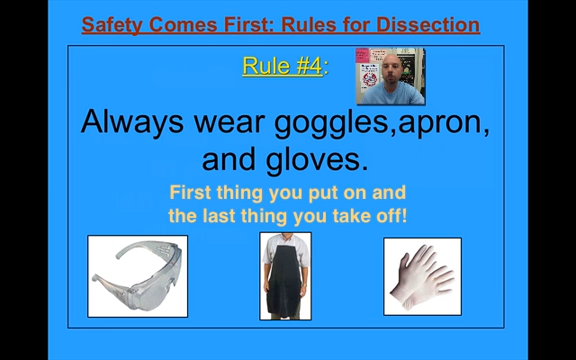 Safety Comes First: Rules for Dissection
Rule #4:
Always wear goggles,apron,
and gloves.
First thing you put on and
the last thing you take off!